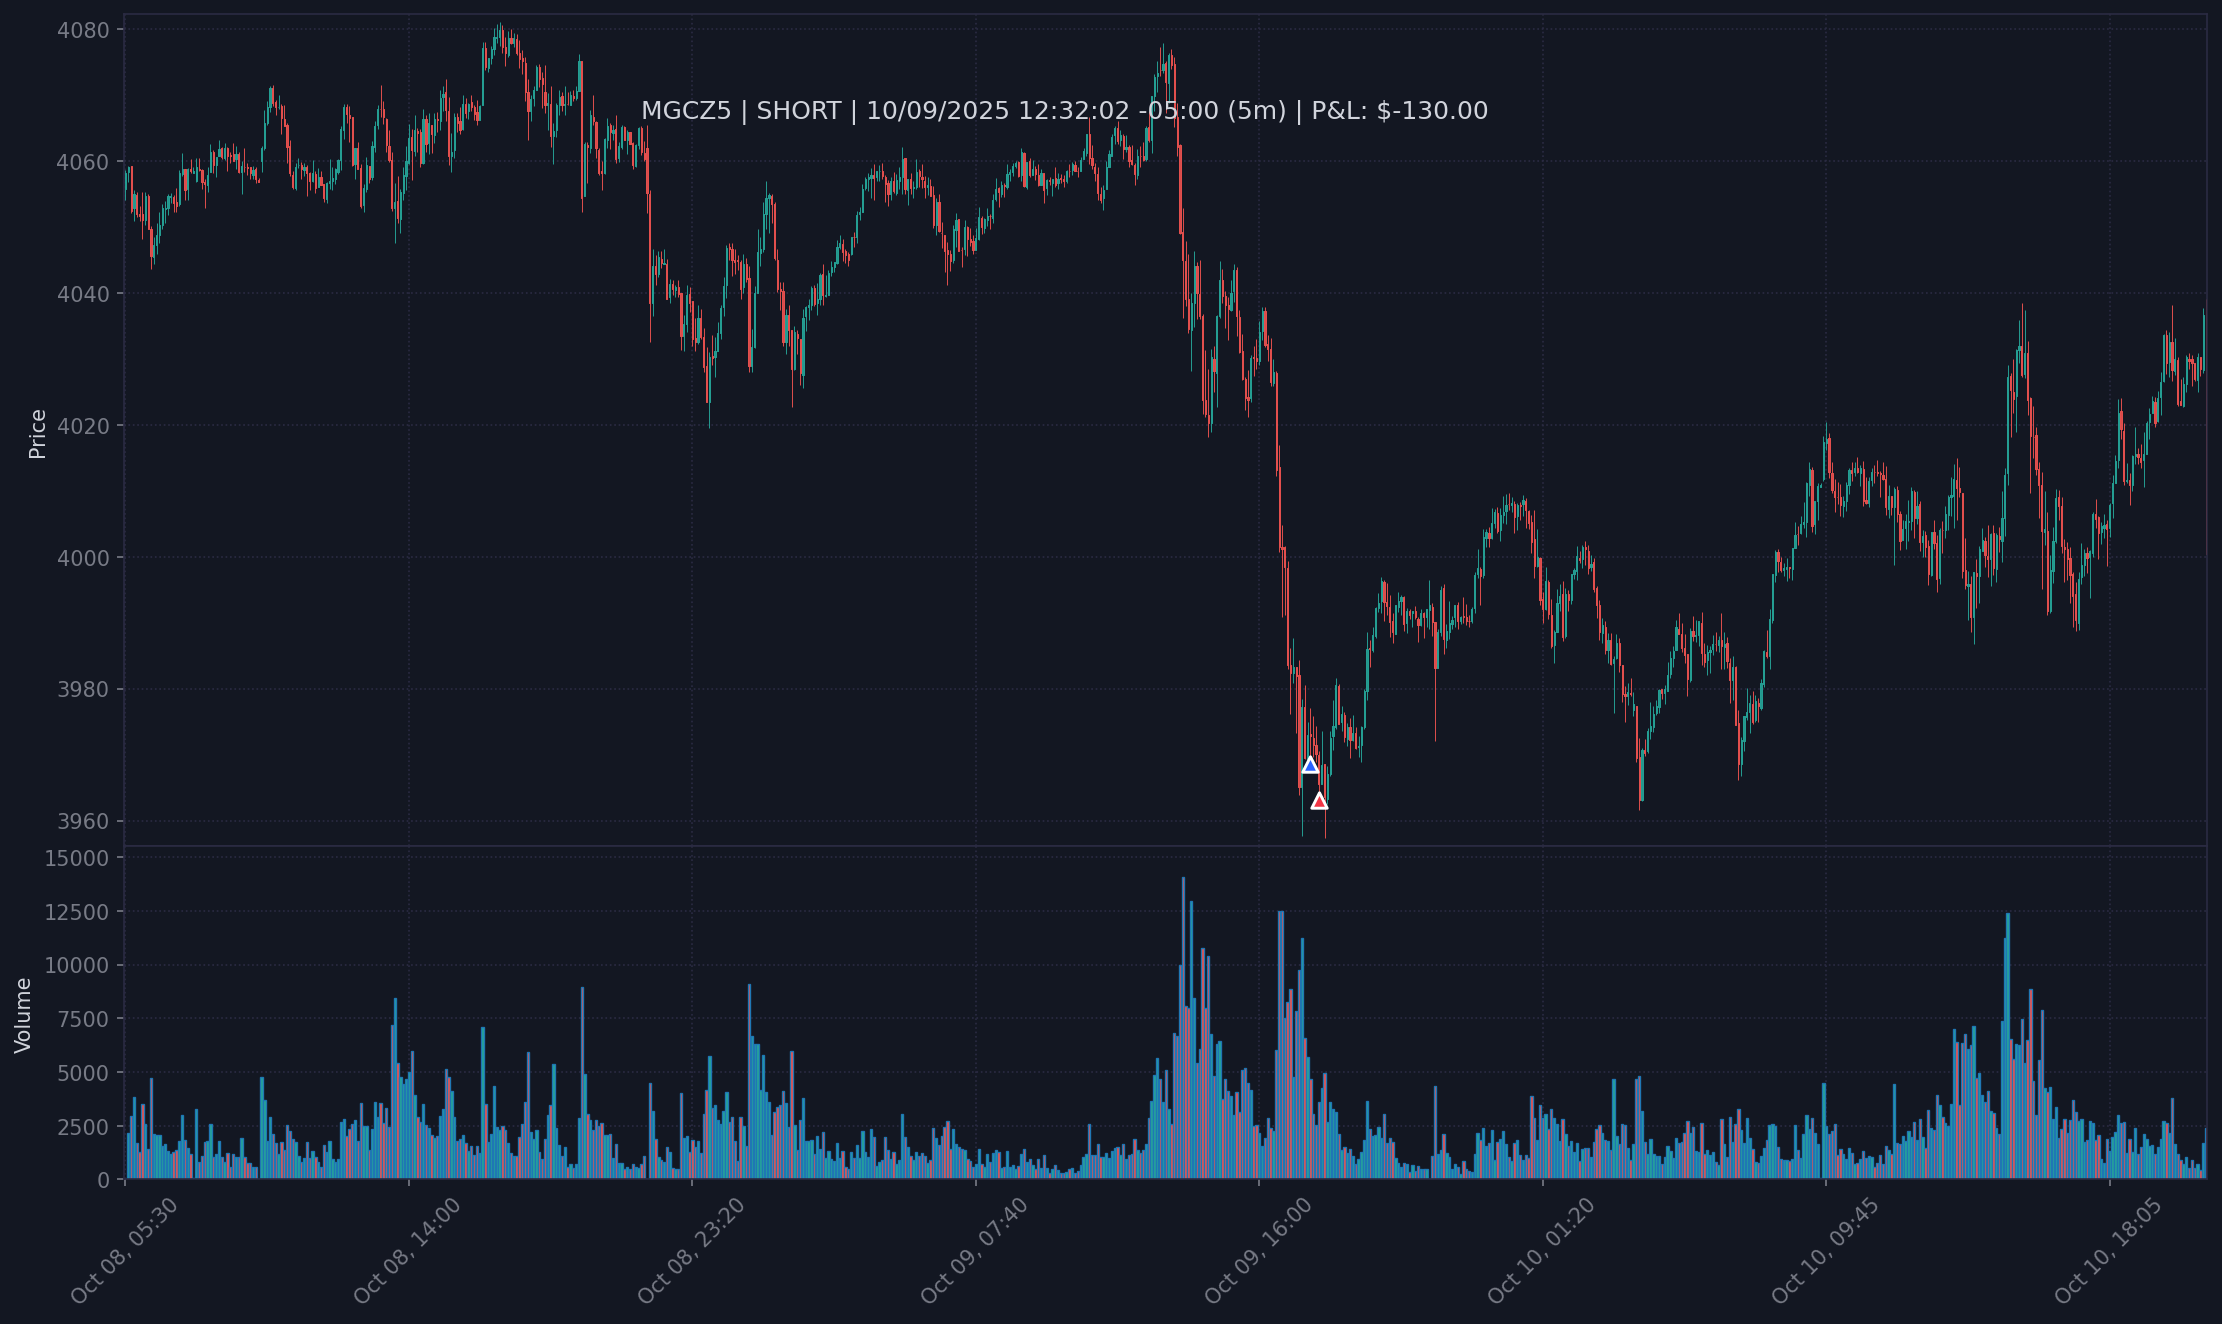 4080
MGCZ5 | SHORT | 10/09/2025 12:32:02 -05:00 (5m) | P&L: $-130.00
4060
4040
4020
Price
4000
3980
3960
15000
12500
10000
7500
Volume
5000
2500
0
Oct 08, 05:30
Oct 08, 14:00
Oct 08, 23:20
Oct 09, 07:40
Oct 09, 16:00
Oct 10, 01:20
Oct 10, 09:45
Oct 10, 18:05